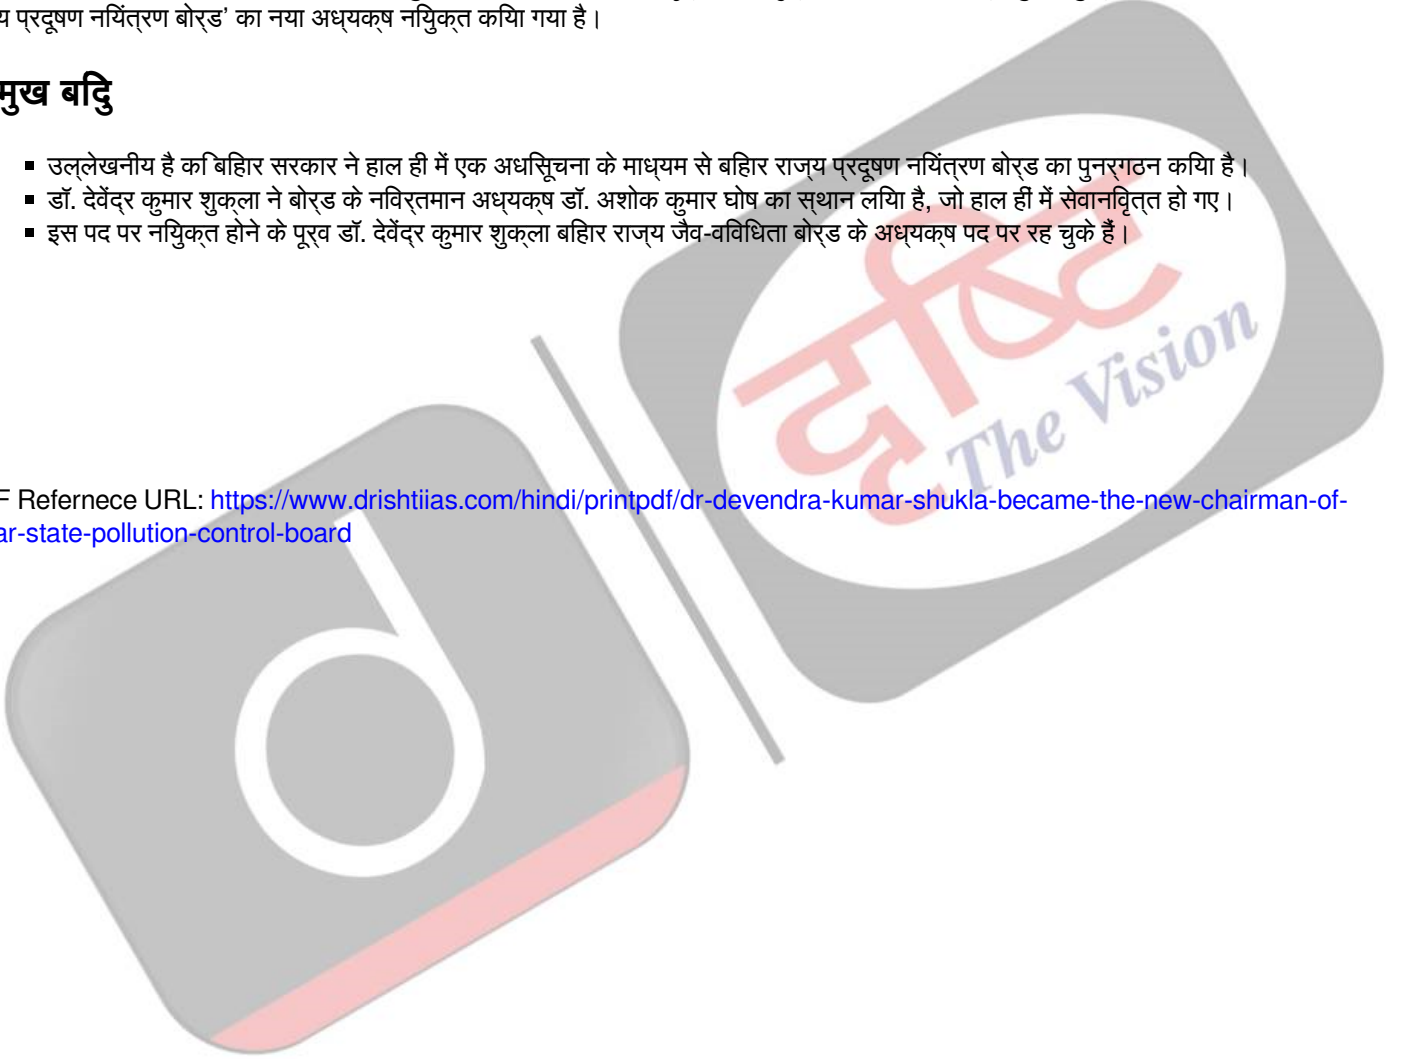 य प्रदूषण नियंत्रण बोर्ड’ का नया अध्यक्ष नियुक्त किया गया है।
मुख बिंदु
▪ उल्लेखनीय है कि बिहार सरकार ने हाल ही में एक अधिसूचना के माध्यम से बिहार राज्य प्रदूषण नियंत्रण बोर्ड का पुनर्गठन किया है।
▪ डॉ. देवेंद्र कुमार शुक्ला ने बोर्ड के निवर्तमान अध्यक्ष डॉ. अशोक कुमार घोष का स्थान लिया है, जो हाल हीं में सेवानिवृत्त हो गए।
▪ इस पद पर नियुक्त होने के पूर्व डॉ. देवेंद्र कुमार शुक्ला बिहार राज्य जैव-विविधिता बोर्ड के अध्यक्ष पद पर रह चुके हैं।
दृष्टि
The Vision
F Refernece URL: https://www.drishtiias.com/hindi/printpdf/dr-devendra-kumar-shukla-became-the-new-chairman-of-
ar-state-pollution-control-board
d